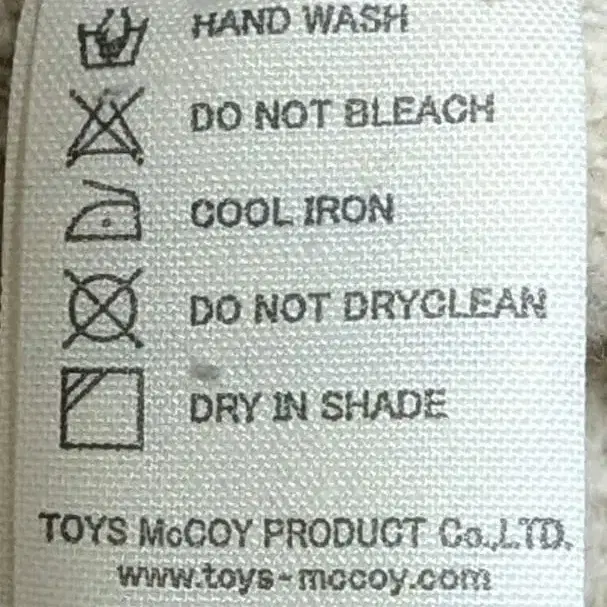 HAND WASH
DO NOT BLEACH
COOL IRON
DO NOT DRYCLEAN
DRY IN SHADE
TOYS McCOY PRODUCT Co.,LTD.
www.toys-mccoy.com